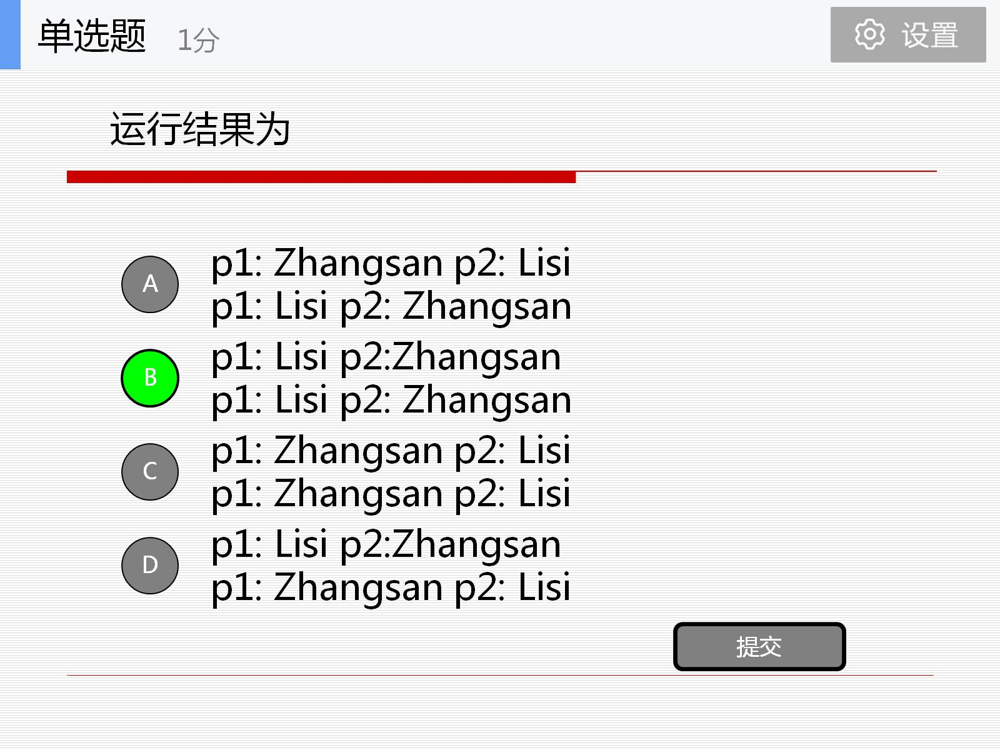 单选题 1分
设置
运行结果为
A
p1: Zhangsan p2: Lisi
p1: Lisi p2: Zhangsan
B
p1: Lisi p2:Zhangsan
p1: Lisi p2: Zhangsan
C
p1: Zhangsan p2: Lisi
p1: Zhangsan p2: Lisi
D
p1: Lisi p2:Zhangsan
p1: Zhangsan p2: Lisi
提交